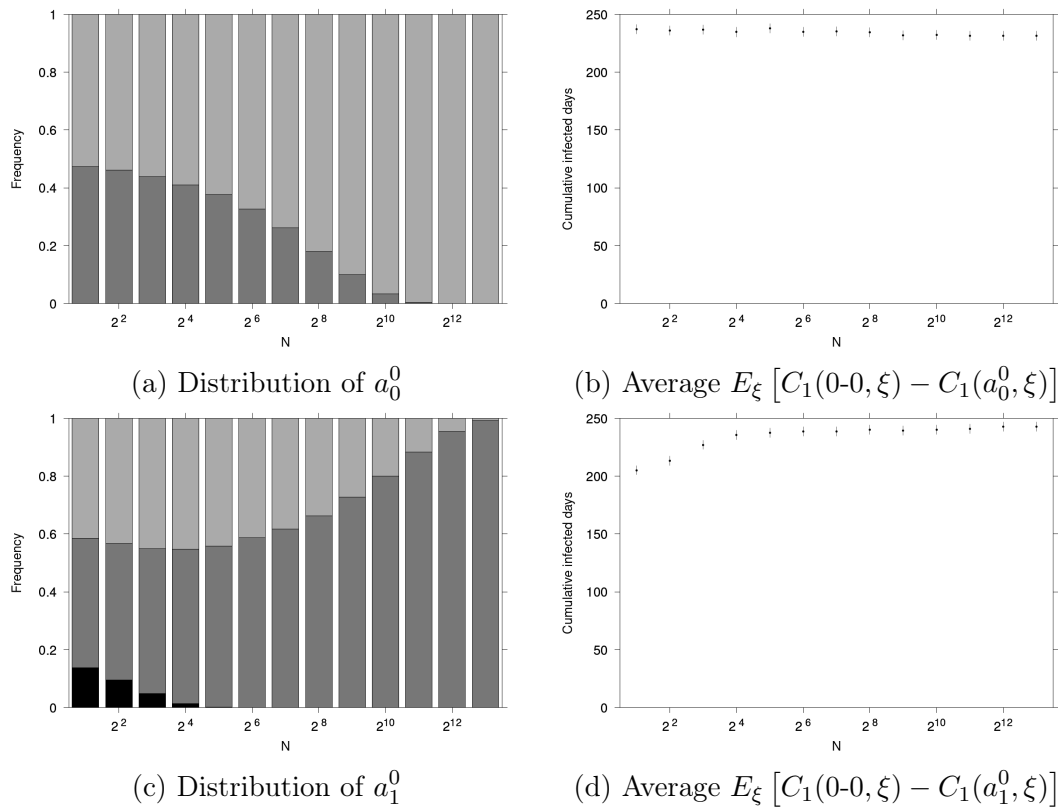 1
0.8
0.6
0.4
0.2
0
Frequency
2^2 2^4 2^6 2^8 2^10 2^12
N
(a) Distribution of a_0^0
250
200
150
100
50
0
Cumulative infected days
2^2 2^4 2^6 2^8 2^10 2^12
N
(b) Average E_ξ [C_1(0-0, ξ) − C_1(a_0^0, ξ)]
1
0.8
0.6
0.4
0.2
0
Frequency
2^2 2^4 2^6 2^8 2^10 2^12
N
(c) Distribution of a_1^0
250
200
150
100
50
0
Cumulative infected days
2^2 2^4 2^6 2^8 2^10 2^12
N
(d) Average E_ξ [C_1(0-0, ξ) − C_1(a_1^0, ξ)]